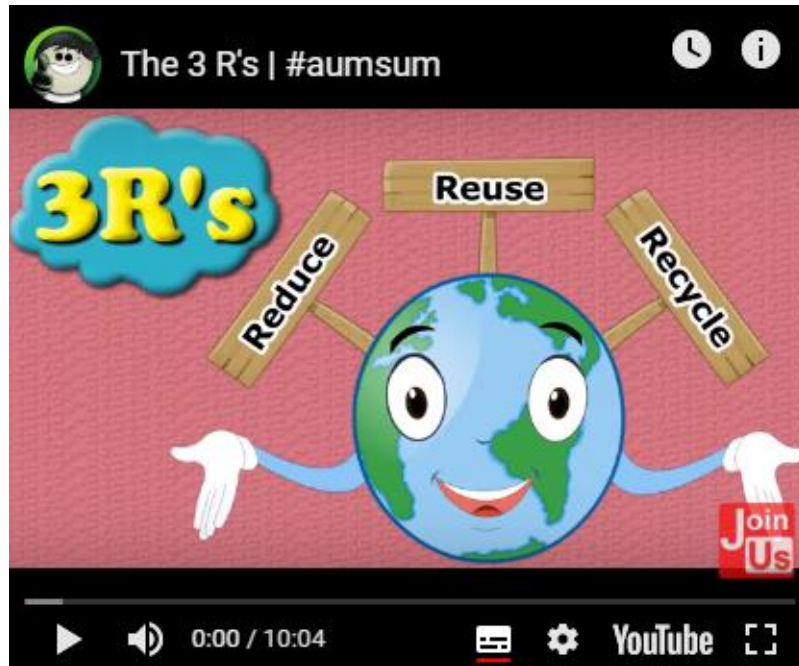 The 3 R's | #aumsum
3R's
Reduce
Reuse
Recycle
Join
Us
0:00 / 10:04
YouTube